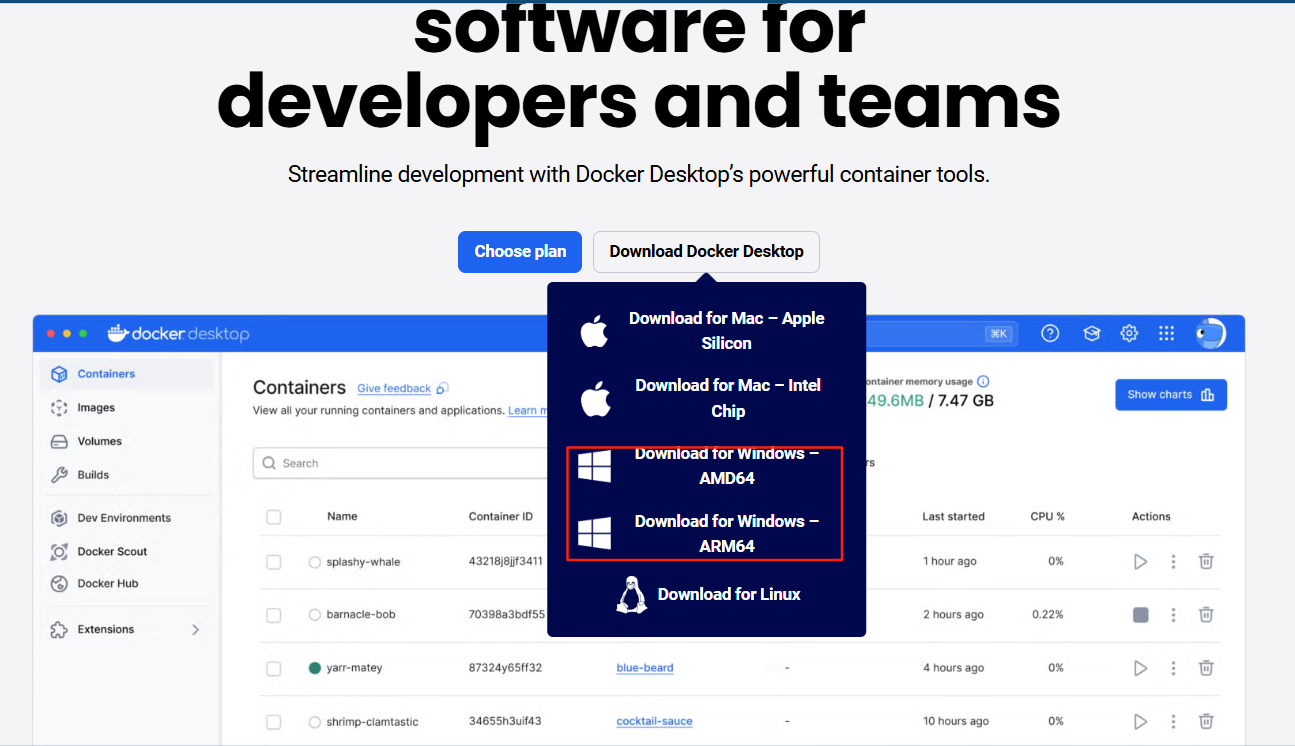 software for
developers and teams
Streamline development with Docker Desktop’s powerful container tools.
Choose plan
Download Docker Desktop
Download for Mac – Apple
Silicon
Download for Mac – Intel
Chip
Download for Windows –
AMD64
Download for Windows –
ARM64
Download for Linux
docker desktop
⌘K
Containers
Images
Volumes
Builds
Dev Environments
Docker Scout
Docker Hub
Extensions
Containers Give feedback
View all your running containers and applications. Learn
ontainer memory usage
49.6MB / 7.47 GB
Show charts
Search
rs
Name Container ID Last started CPU % Actions
splashy-whale 43218j8jjf3411 1 hour ago 0%
barnacle-bob 70398a3bdf55 2 hours ago 0.22%
yarr-matey 87324y65ff32 blue-beard - 4 hours ago 0%
shrimp-clamtastic 34655h3uif43 cocktail-sauce - 10 hours ago 0%